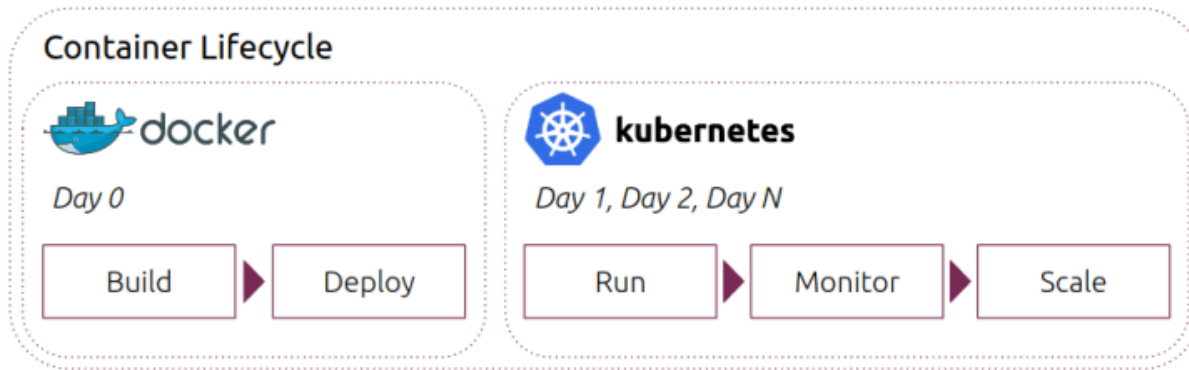 Container Lifecycle
docker
Day 0
Build
Deploy
kubernetes
Day 1, Day 2, Day N
Run
Monitor
Scale